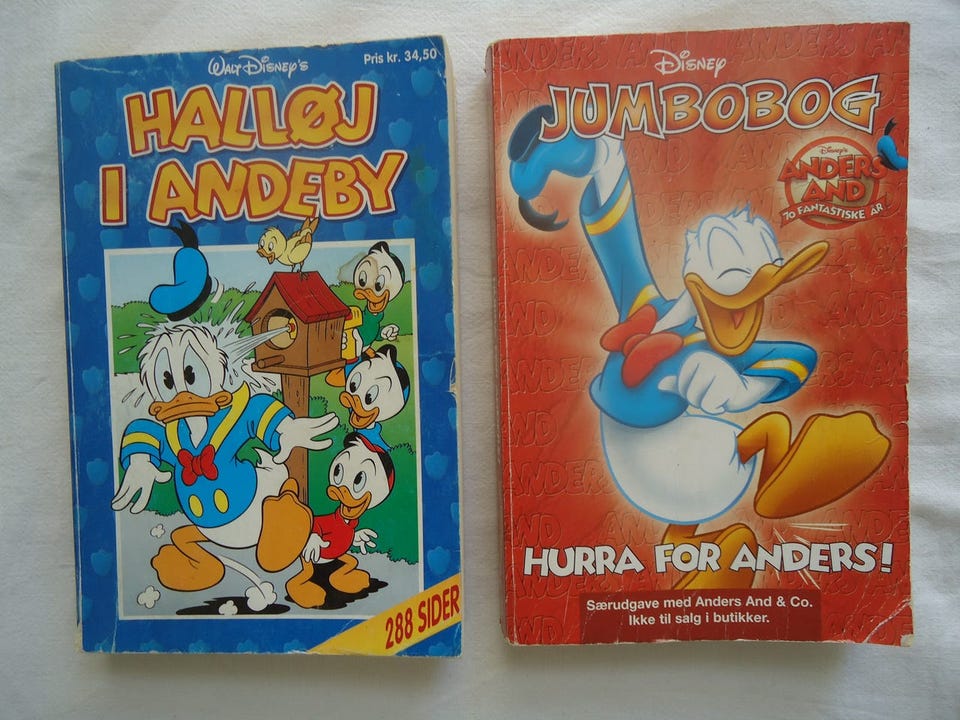 WALT DISNEY'S
Pris kr. 34,50
HALLØJ
I ANDEBY
288 SIDER
Disney
JUMBOBOG
Disney's
ANDERS
AND
70 FANTASTISKE ÅR
HURRA FOR ANDERS!
Særudgave med Anders And & Co.
Ikke til salg i butikker.